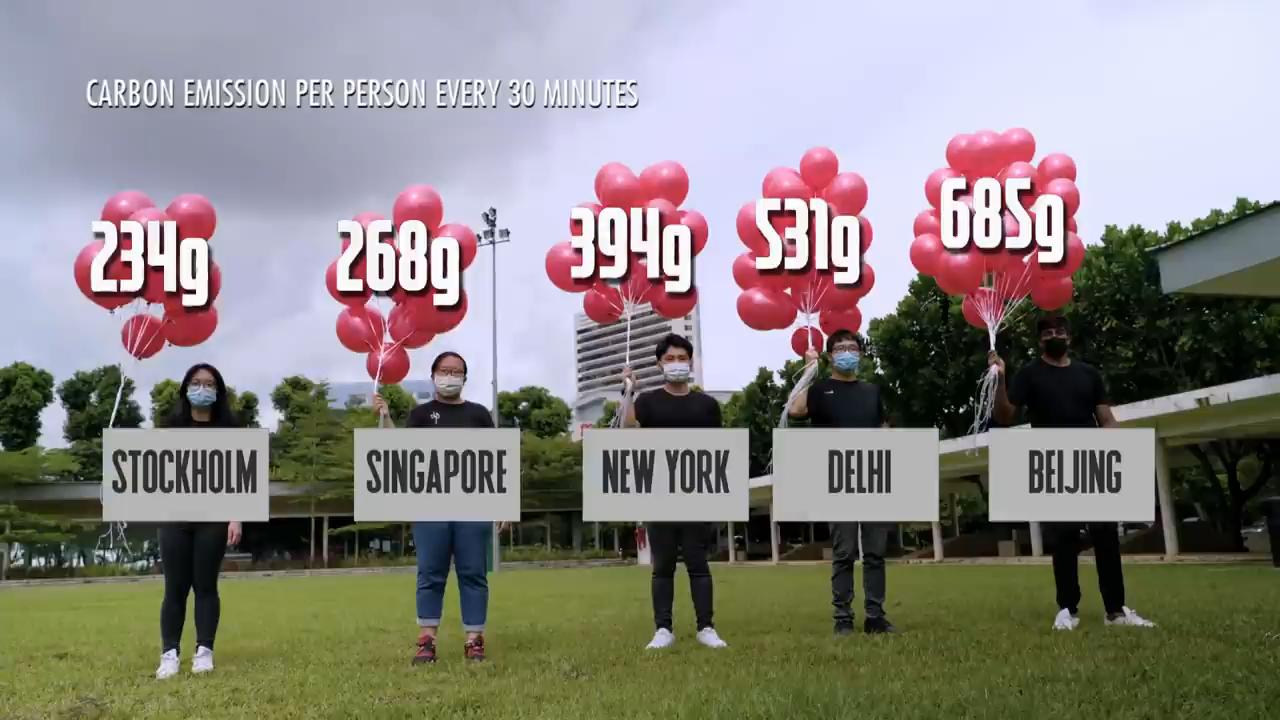 CARBON EMISSION PER PERSON EVERY 30 MINUTES
234g
268g
394g
531g
685g
STOCKHOLM
SINGAPORE
NEW YORK
DELHI
BEIJING